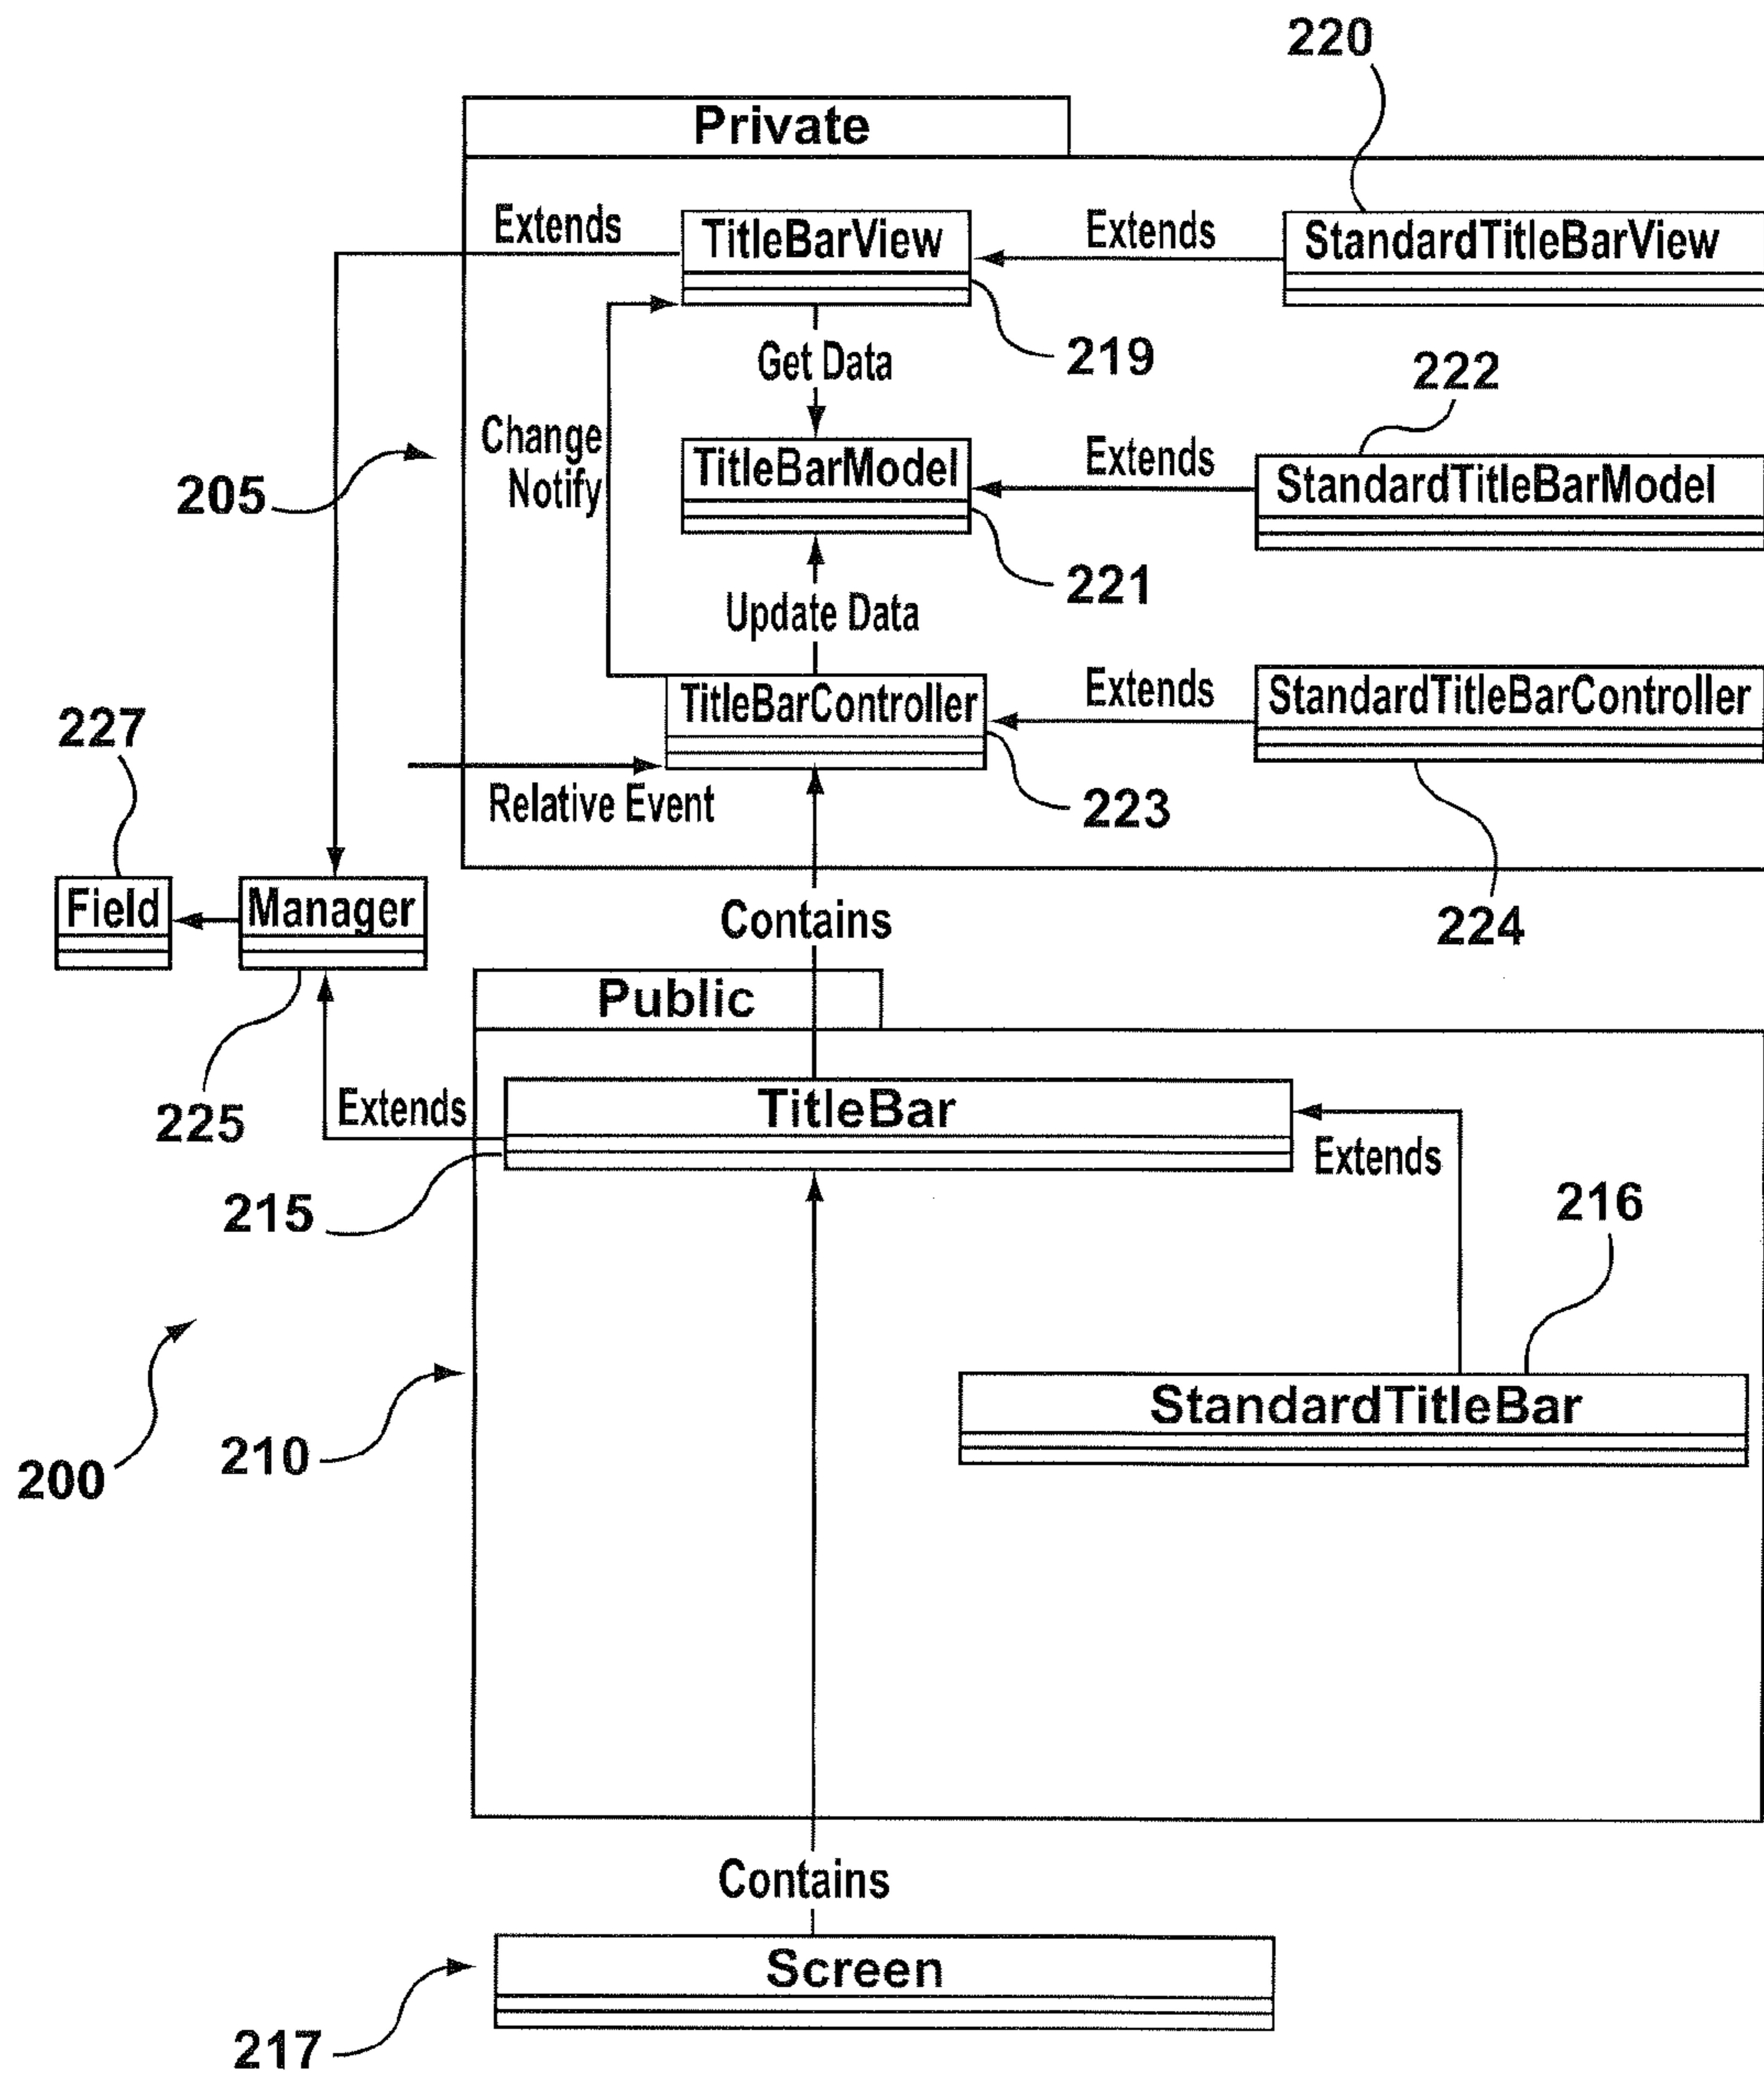 220
Private
Extends
TitleBarView
Extends
StandardTitleBarView
219
Get Data
222
Change
Notify
205
TitleBarModel
Extends
StandardTitleBarModel
221
Update Data
227
TitleBarController
Extends
StandardTitleBarController
Relative Event
223
Field
Manager
Contains
224
Public
225
Extends
TitleBar
Extends
215
216
200
210
StandardTitleBar
Contains
Screen
217